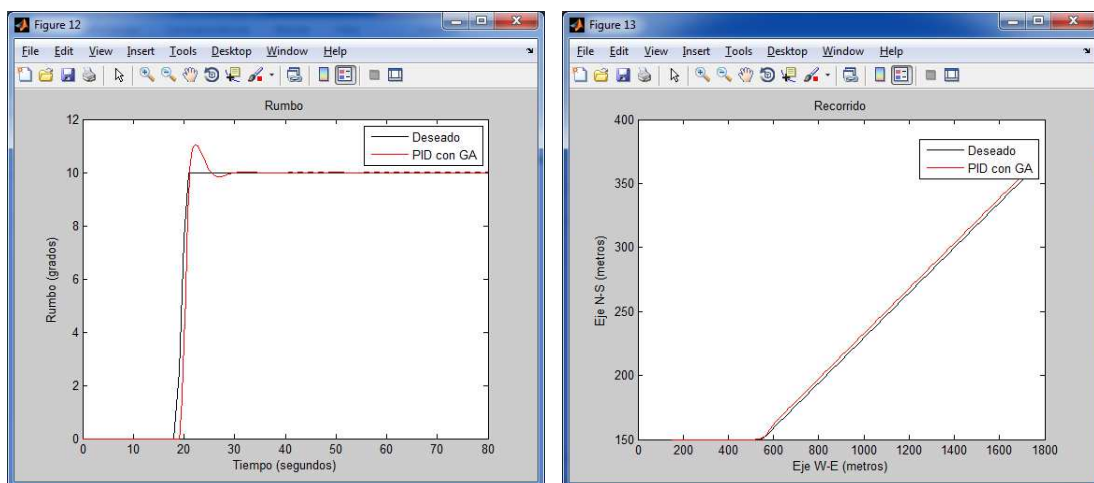 Figure 12
File Edit View Insert Tools Desktop Window Help
Rumbo
12
10
8
6
4
2
0
Rumbo (grados)
Deseado
PID con GA
0 10 20 30 40 50 60 70 80
Tiempo (segundos)
Figure 13
File Edit View Insert Tools Desktop Window Help
Recorrido
400
350
300
250
200
150
Eje N-S (metros)
Deseado
PID con GA
0 200 400 600 800 1000 1200 1400 1600 1800
Eje W-E (metros)